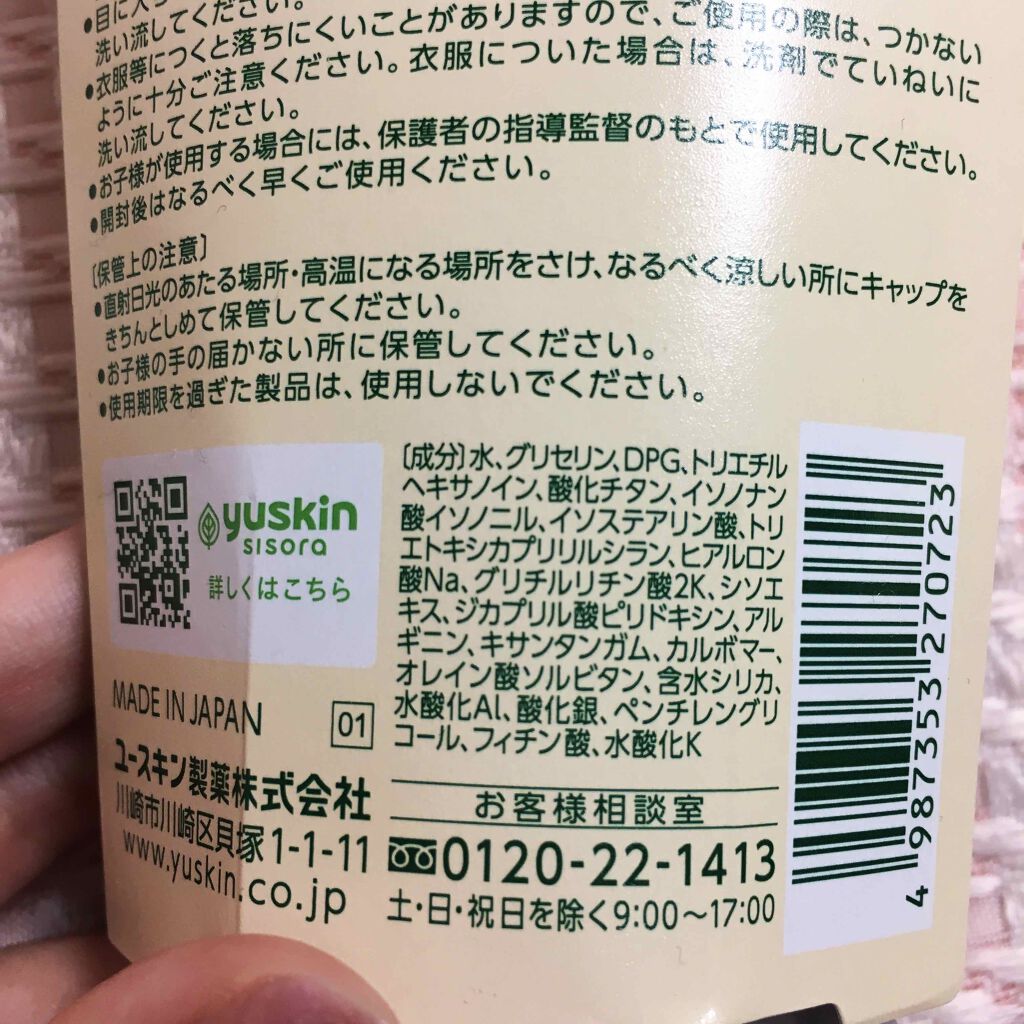 ●目に入っ
洗い流してください。
●衣服等につくと落ちにくいことがありますので、ご使用の際は、つかない
ように十分ご注意ください。衣服についた場合は、洗剤でていねいに
洗い流してください。
●お子様が使用する場合には、保護者の指導監督のもとで使用してください。
●開封後はなるべく早くご使用ください。
〔保管上の注意〕
●直射日光のあたる場所・高温になる場所をさけ、なるべく涼しい所にキャップを
きちんとしめて保管してください。
●お子様の手の届かない所に保管してください。
●使用期限を過ぎた製品は、使用しないでください。
yuskin
sisora
詳しくはこちら
〔成分〕水、グリセリン、DPG、トリエチル
ヘキサノイン、酸化チタン、イソノナン
酸イソノニル、イソステアリン酸、トリ
エトキシカプリリルシラン、ヒアルロン
酸Na、グリチルリチン酸2K、シソエ
キス、ジカプリル酸ピリドキシン、アル
ギニン、キサンタンガム、カルボマー、
オレイン酸ソルビタン、含水シリカ、
水酸化Al、酸化銀、ペンチレングリ
コール、フィチン酸、水酸化K
MADE IN JAPAN
01
ユースキン製薬株式会社
川崎市川崎区貝塚1-1-11
www.yuskin.co.jp
お客様相談室
0120-22-1413
土・日・祝日を除く9:00～17:00
4 987353 270723